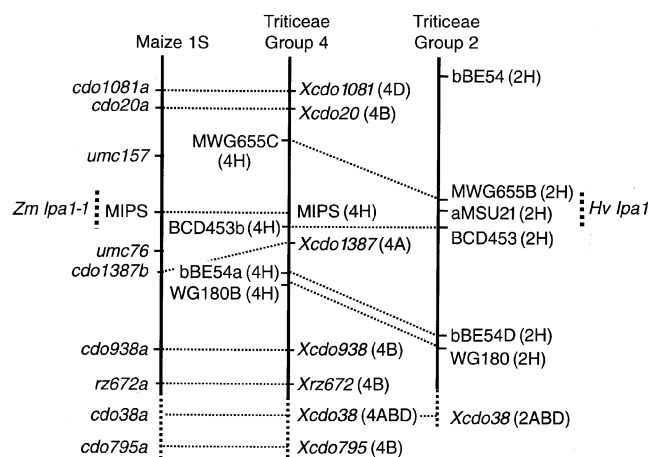 Maize 1S
Triticeae
Group 4
Triticeae
Group 2
cdo1081a
Xcdo1081 (4D)
bBE54 (2H)
cdo20a
Xcdo20 (4B)
MWG655C
(4H)
umc157
MWG655B (2H)
Zm lpa1-1
MIPS
MIPS (4H)
aMSU21 (2H)
Hv lpa1
BCD453b (4H)
BCD453 (2H)
umc76
Xcdo1387 (4A)
cdo1387b
bBE54a (4H)
WG180B (4H)
bBE54D (2H)
cdo938a
Xcdo938 (4B)
WG180 (2H)
rz672a
Xrz672 (4B)
cdo38a
Xcdo38 (4ABD)
Xcdo38 (2ABD)
cdo795a
Xcdo795 (4B)